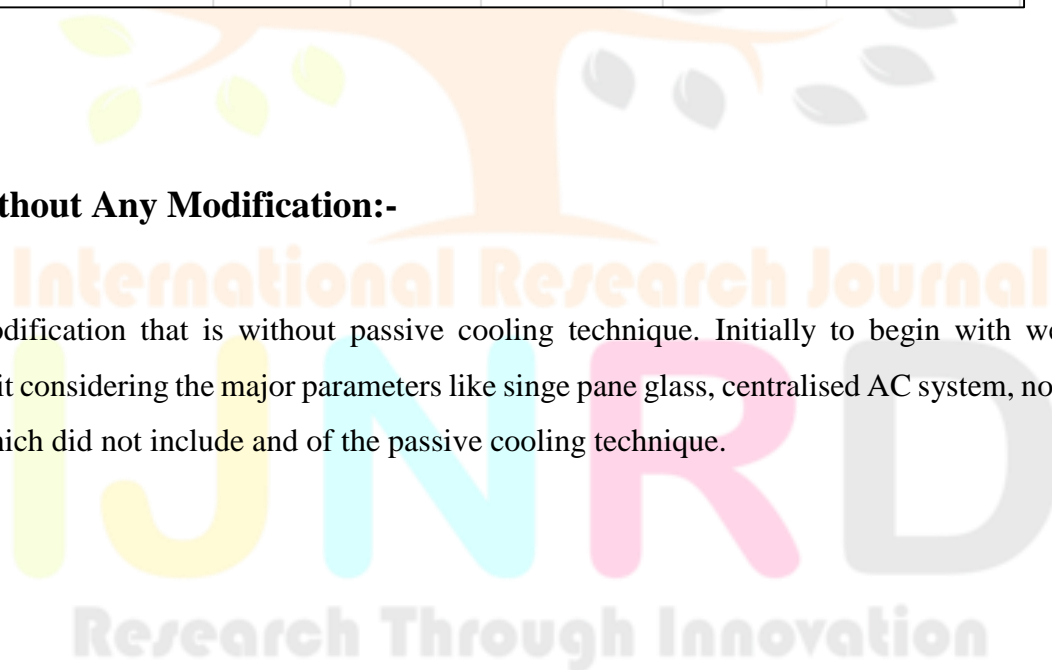 thout Any Modification:-
International Research Journal
odification that is without passive cooling technique. Initially to begin with we
it considering the major parameters like singe pane glass, centralised AC system, no
hich did not include and of the passive cooling technique.
IJNRD
Research Through Innovation